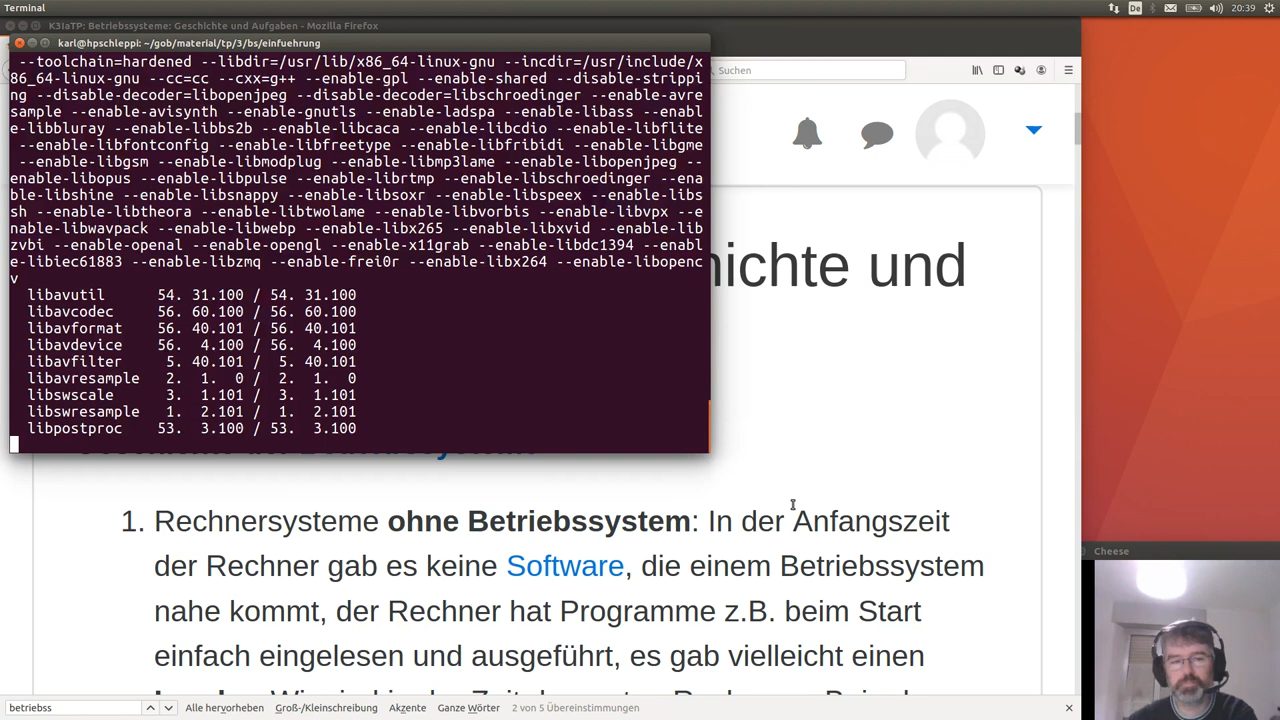 Terminal
De
20:39
K3IaTP: Betriebssysteme: Geschichte und Aufgaben - Mozilla Firefox
karl@hpschleppi: ~/gob/material/tp/3/bs/einfuehrung
--toolchain=hardened --libdir=/usr/lib/x86_64-linux-gnu --incdir=/usr/include/x
86_64-linux-gnu --cc=cc --cxx=g++ --enable-gpl --enable-shared --disable-strippi
ng --disable-decoder=libopenjpeg --disable-decoder=libschroedinger --enable-avre
sample --enable-avisynth --enable-gnutls --enable-ladspa --enable-libass --enabl
e-libbluray --enable-libbs2b --enable-libcaca --enable-libcdio --enable-libflite
--enable-libfontconfig --enable-libfreetype --enable-libfribidi --enable-libgme
--enable-libgsm --enable-libmodplug --enable-libmp3lame --enable-libopenjpeg --
enable-libopus --enable-libpulse --enable-librtmp --enable-libschroedinger --ena
ble-libshine --enable-libsnappy --enable-libsoxr --enable-libspeex --enable-libs
sh --enable-libtheora --enable-libtwolame --enable-libvorbis --enable-libvpx --e
nable-libwavpack --enable-libwebp --enable-libx265 --enable-libxvid --enable-lib
zvbi --enable-openal --enable-opengl --enable-x11grab --enable-libdc1394 --enabl
e-libiec61883 --enable-libzmq --enable-frei0r --enable-libx264 --enable-libopenc
v
libavutil 54. 31.100 / 54. 31.100
libavcodec 56. 60.100 / 56. 60.100
libavformat 56. 40.101 / 56. 40.101
libavdevice 56. 4.100 / 56. 4.100
libavfilter 5. 40.101 / 5. 40.101
libavresample 2. 1. 0 / 2. 1. 0
libswscale 3. 1.101 / 3. 1.101
libswresample 1. 2.101 / 1. 2.101
libpostproc 53. 3.100 / 53. 3.100
Suchen
hichte und
1. Rechnersysteme ohne Betriebssystem: In der Anfangszeit
der Rechner gab es keine Software, die einem Betriebssystem
nahe kommt, der Rechner hat Programme z.B. beim Start
einfach eingelesen und ausgeführt, es gab vielleicht einen
Cheese
betriebss
Alle hervorheben
Groß-/Kleinschreibung
Akzente
Ganze Wörter
2 von 5 Übereinstimmungen